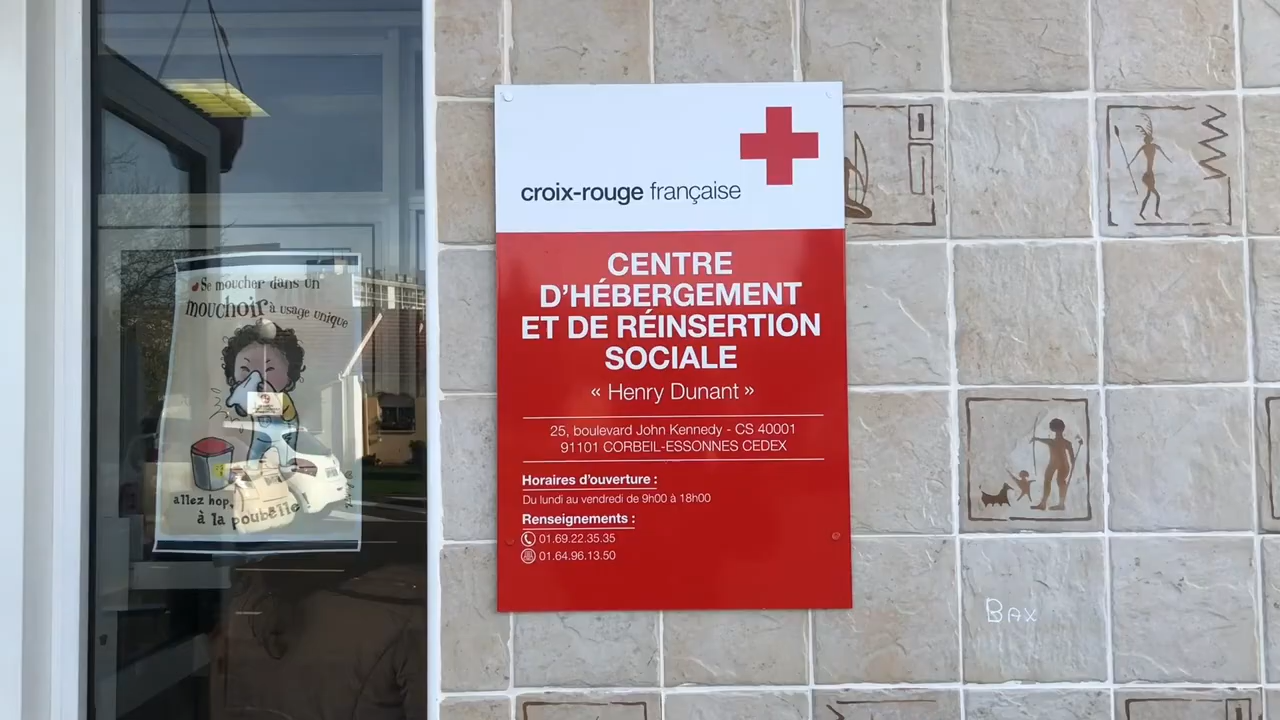 croix-rouge française
CENTRE
D'HÉBERGEMENT
ET DE RÉINSERTION
SOCIALE
« Henry Dunant »
25, boulevard John Kennedy - CS 40001
91101 CORBEIL-ESSONNES CEDEX
Horaires d'ouverture :
Du lundi au vendredi de 9h00 à 18h00
Renseignements :
01.69.22.35.35
01.64.96.13.50
Se moucher dans un
mouchoir à usage unique
allez hop,
à la poubelle
BAX